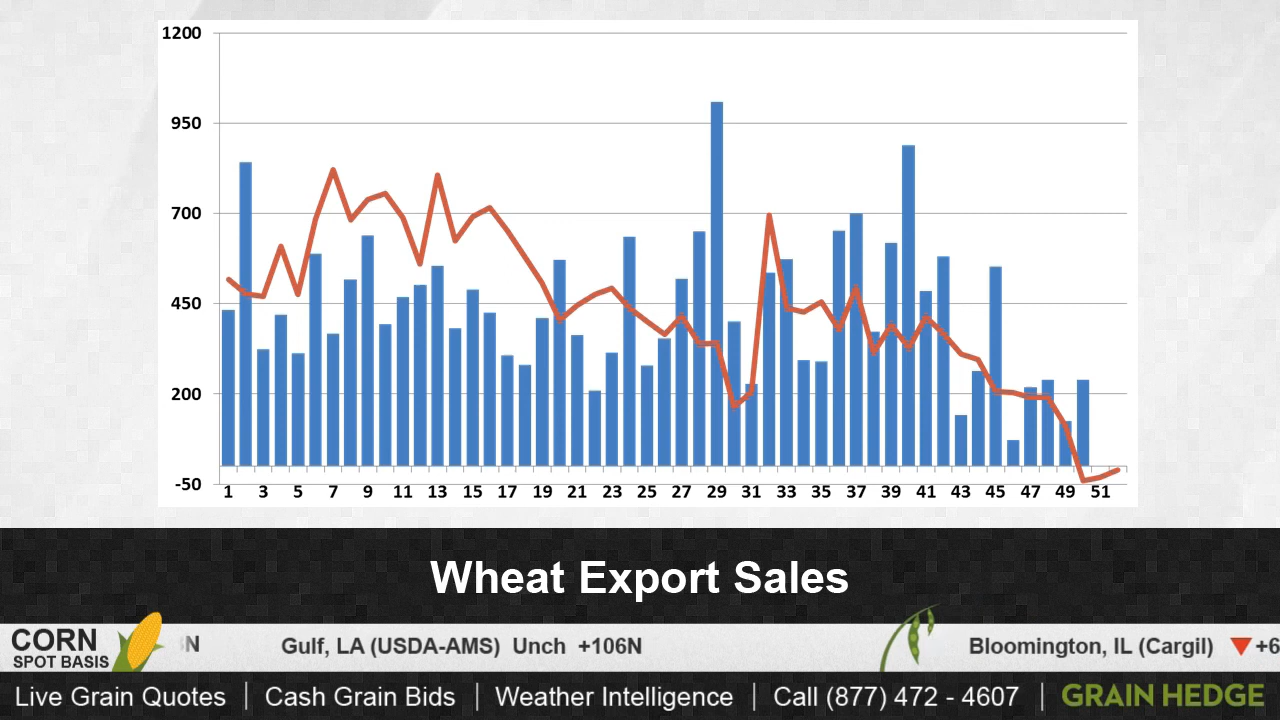 1200
950
700
450
200
-50
1 3 5 7 9 11 13 15 17 19 21 23 25 27 29 31 33 35 37 39 41 43 45 47 49 51
Wheat Export Sales
CORN
SPOT BASIS
N Gulf, LA (USDA-AMS) Unch +106N Bloomington, IL (Cargil) +6
Live Grain Quotes | Cash Grain Bids | Weather Intelligence | Call (877) 472 - 4607 | GRAIN HEDGE